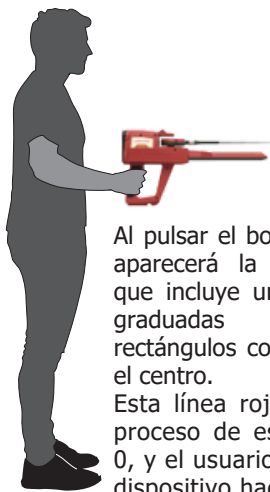 Al pulsar el bo
aparecerá la
que incluye un
graduadas
rectángulos co
el centro.
Esta línea roj
proceso de es
0, y el usuario
dispositivo hac